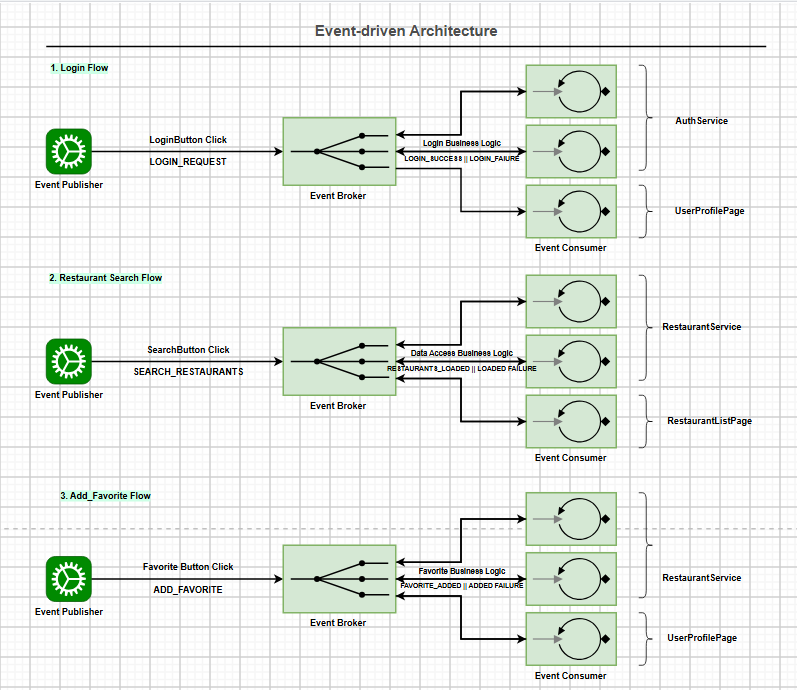 Event-driven Architecture
1. Login Flow
LoginButton Click
LOGIN_REQUEST
Event Publisher
Event Broker
Login Business Logic
LOGIN_SUCCESS || LOGIN_FAIURE
AuthService
UserProfilePage
Event Consumer
2. Restaurant Search Flow
SearchButton Click
SEARCH_RESTAURANTS
Event Publisher
Event Broker
Data Access Business Logic
RESTAURANTS_LOADED || LOADED FAILURE
RestaurantService
RestaurantListPage
Event Consumer
3. Add_Favorite Flow
Favorite Button Click
ADD_FAVORITE
Event Publisher
Event Broker
Favorite Business Logic
FAVORITE_ADDED || ADDED FAILURE
RestaurantService
UserProfilePage
Event Consumer